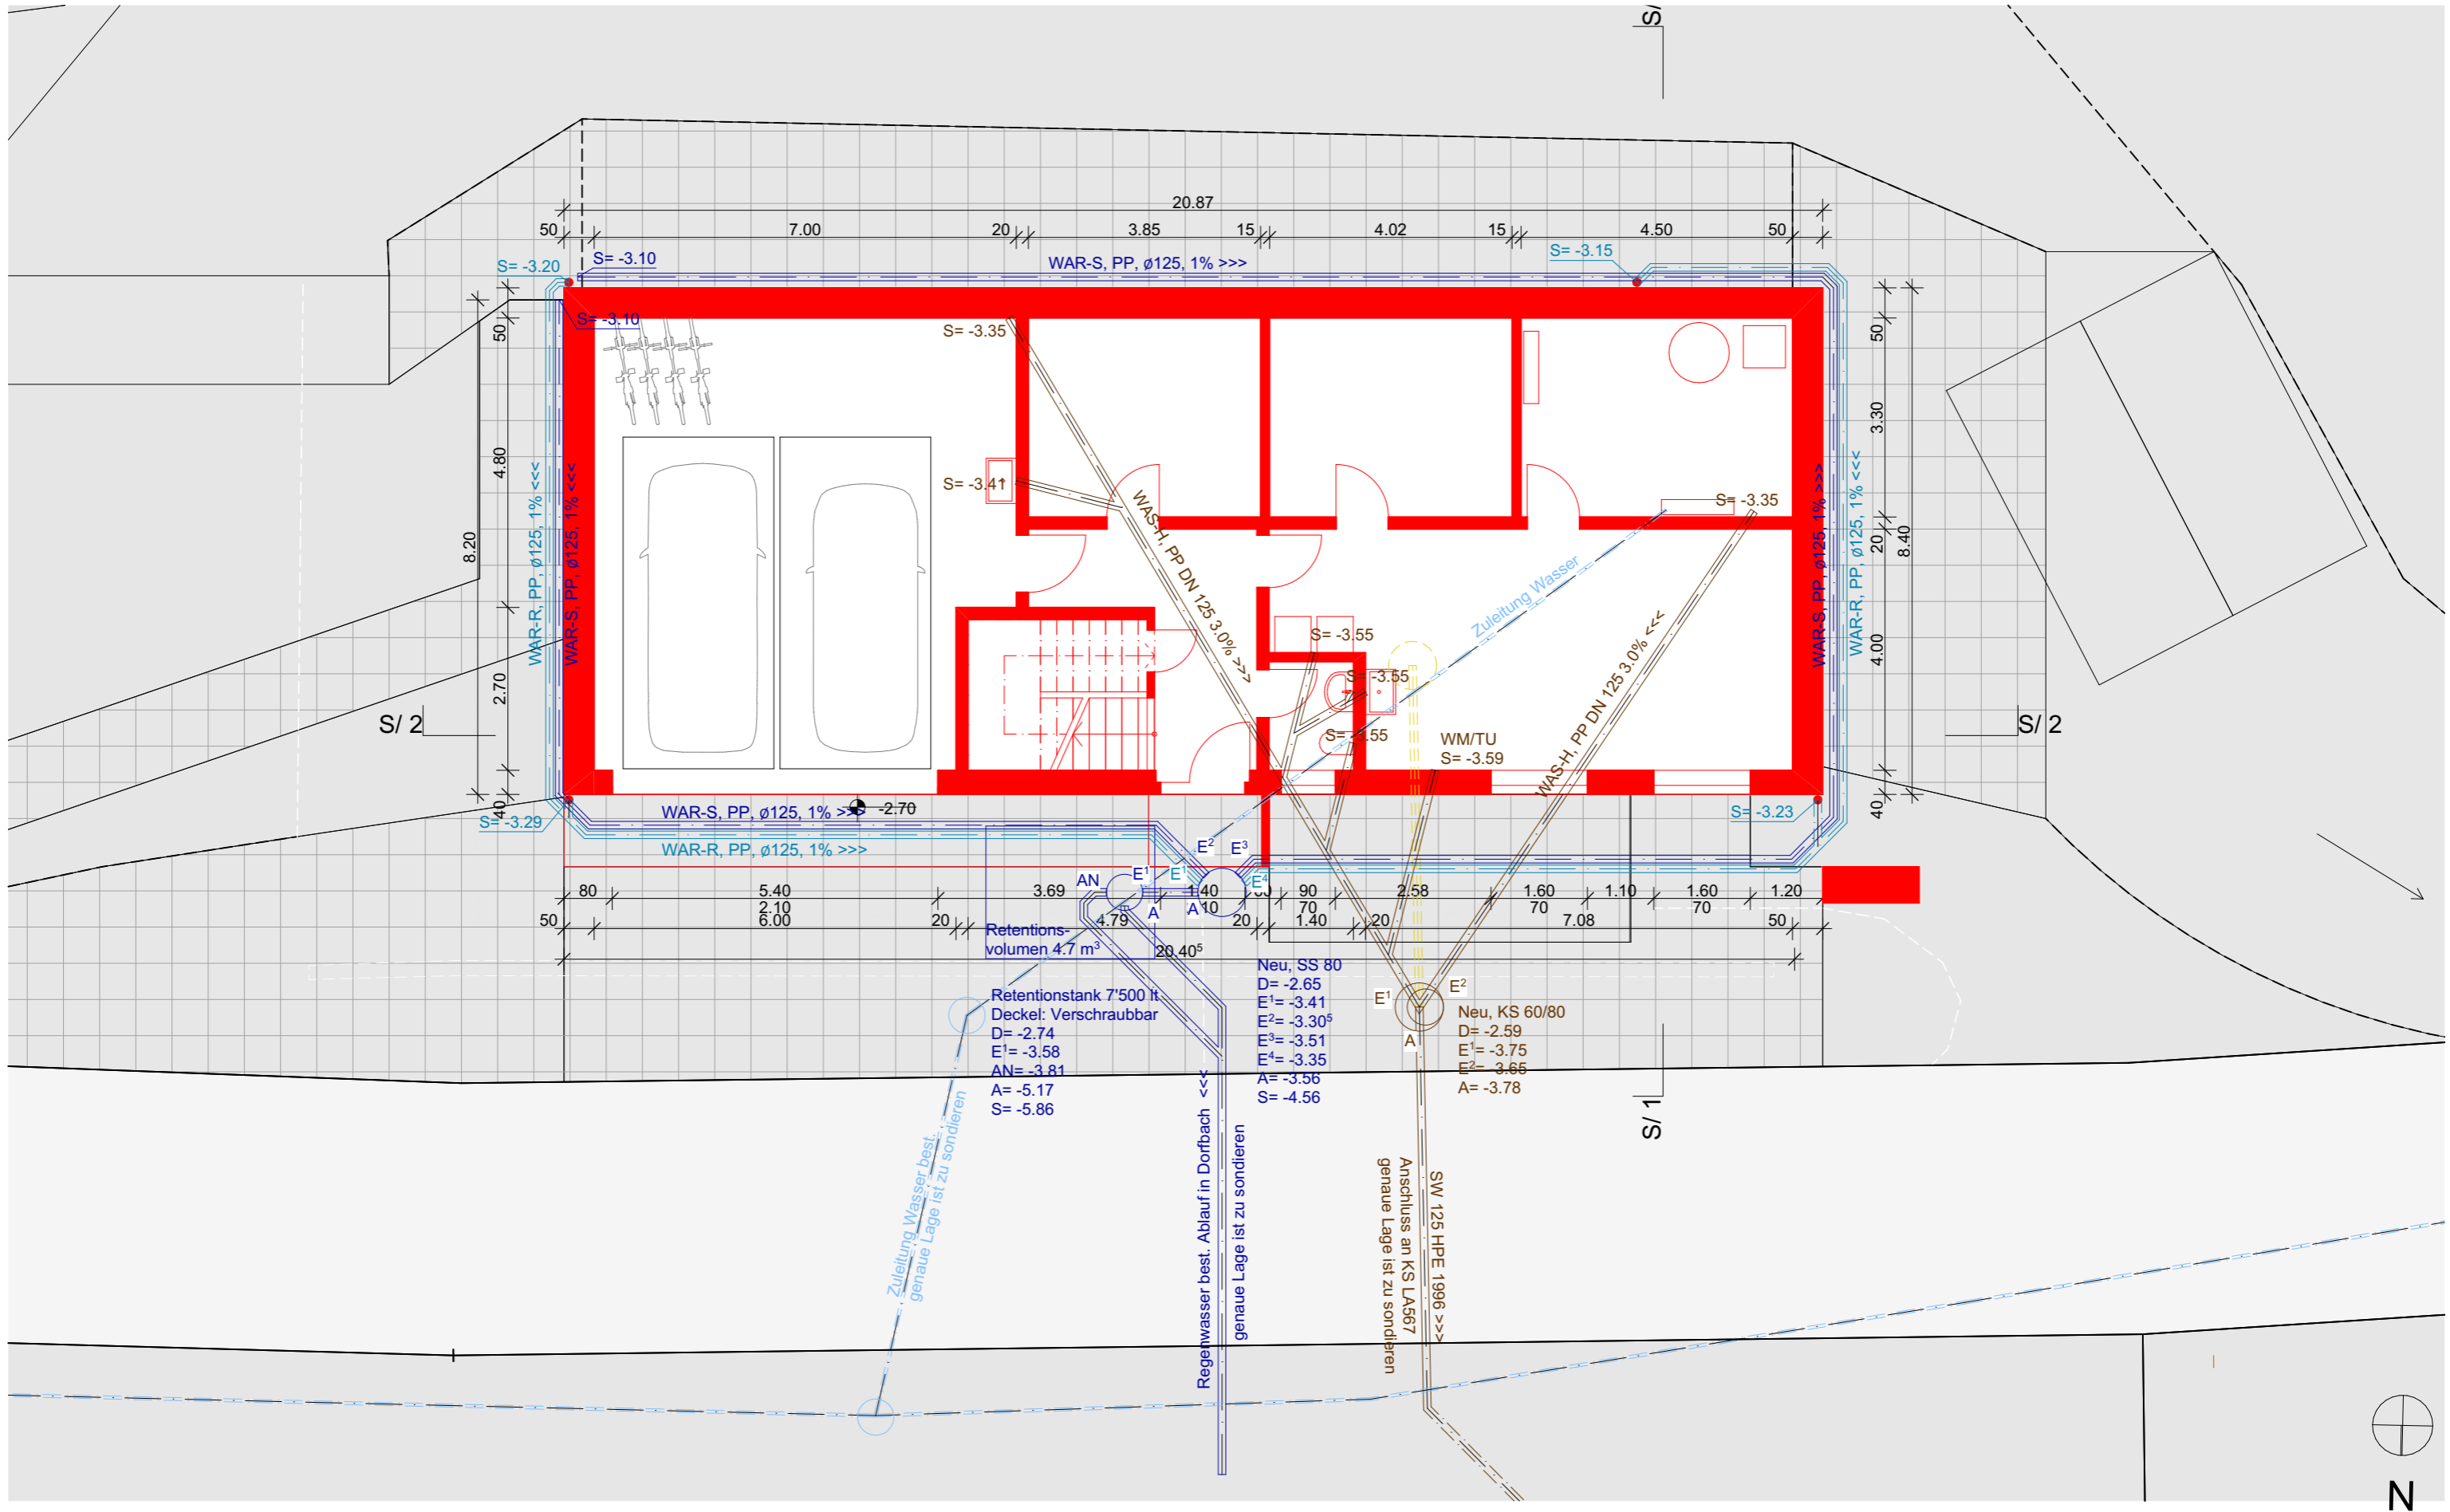 S/
20.87
50
7.00
20
3.85
15
4.02
15
4.50
50
S= -3.20
S= -3.10
WAR-S, PP, ø125, 1% >>>
S= -3.15
S= -3.10
S= -3.35
50
50
S= -3.41
4.80
3.30
8.20
WAR-R, PP, ø125, 1% <<<
WAR-S, PP, ø125, 1% <<<
WAS-H, PP DN 125 3.0% >>>
S= -3.35
Zuleitung Wasser
WAR-S, PP, ø125, 1% >>>
WAR-R, PP, ø125, 1% <<<
20
8.40
4.00
2.70
S= -3.55
S= -3.55
S= -3.55
WM/TU
S= -3.59
WAS-H, PP DN 125 3.0% <<<
S/ 2
S/ 2
40
40
S= -3.29
WAR-S, PP, ø125, 1% >>>
-2.70
WAR-R, PP, ø125, 1% >>>
S= -3.23
E²
E³
AN
E¹
E¹
E⁴
A
A
80
5.40
2.10
3.69
1.40
90
70
2.58
1.60
70
1.10
1.60
70
1.20
50
6.00
20
4.79
20
1.40
20
7.08
50
20.40⁵
Retentions-
volumen 4.7 m³
Retentionstank 7'500 lt
Deckel: Verschraubbar
D= -2.74
E¹= -3.58
AN= -3.81
A= -5.17
S= -5.86
Neu, SS 80
D= -2.65
E¹= -3.41
E²= -3.30⁵
E³= -3.51
E⁴= -3.35
A= -3.56
S= -4.56
E¹
E²
A
Neu, KS 60/80
D= -2.59
E¹= -3.75
E²= -3.65
A= -3.78
S/ 1
Zuleitung Wasser best.
genaue Lage ist zu sondieren
Regenwasser best. Ablauf in Dorfbach <<<
genaue Lage ist zu sondieren
SW 125 HPE 1996 >>>
Anschluss an KS LA567
genaue Lage ist zu sondieren
N